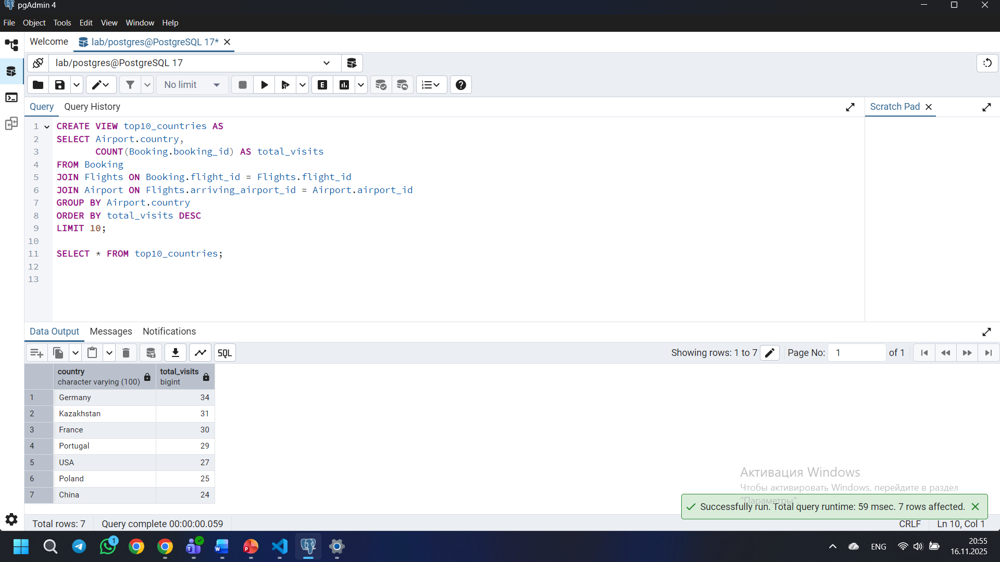 pgAdmin 4
File Object Tools Edit View Window Help
Welcome lab/postgres@PostgreSQL 17*
lab/postgres@PostgreSQL 17
No limit
E
Query Query History
Scratch Pad
1 CREATE VIEW top10_countries AS
2 SELECT Airport.country,
3 COUNT(Booking.booking_id) AS total_visits
4 FROM Booking
5 JOIN Flights ON Booking.flight_id = Flights.flight_id
6 JOIN Airport ON Flights.arriving_airport_id = Airport.airport_id
7 GROUP BY Airport.country
8 ORDER BY total_visits DESC
9 LIMIT 10;
10
11 SELECT * FROM top10_countries;
12
13
Data Output Messages Notifications
SQL
Showing rows: 1 to 7 Page No: 1 of 1
country total_visits
character varying (100) bigint
1 Germany 34
2 Kazakhstan 31
3 France 30
4 Portugal 29
5 USA 27
6 Poland 25
7 China 24
Активация Windows
Чтобы активировать Windows, перейдите в раздел
"Параметры".
Successfully run. Total query runtime: 59 msec. 7 rows affected.
Total rows: 7 Query complete 00:00:00.059
CRLF Ln 10, Col 1
1
ENG
20:55
16.11.2025